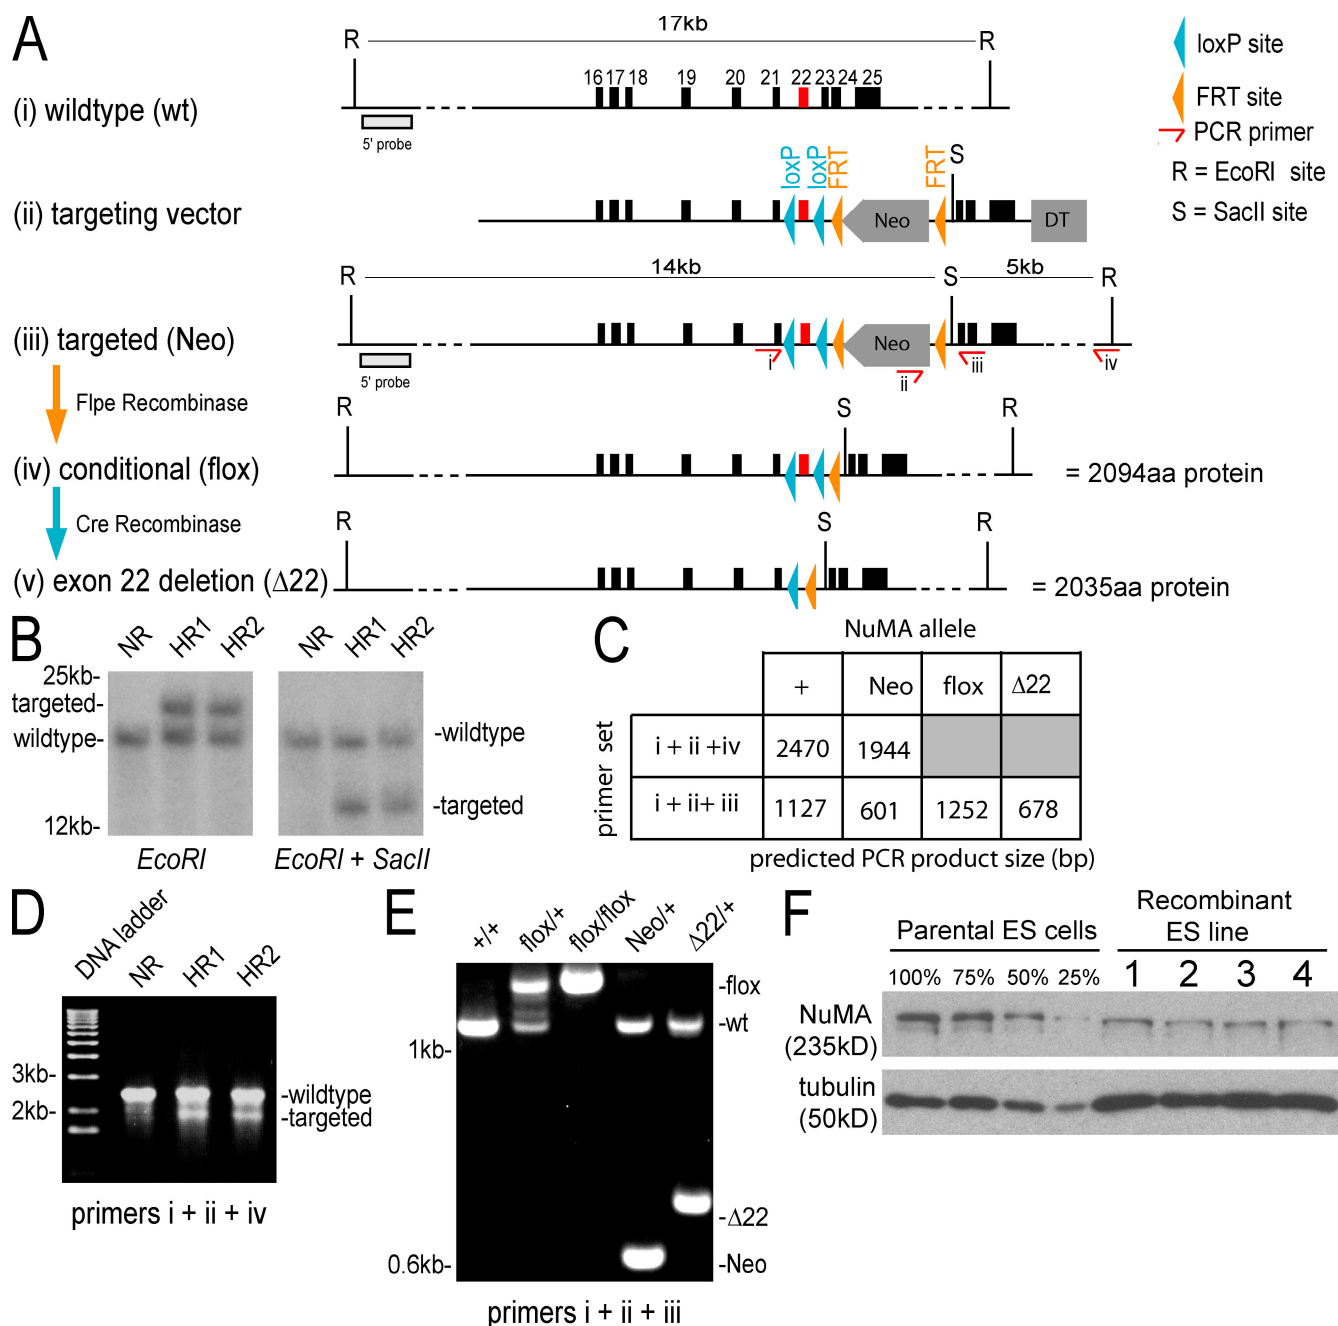 A
17kb
R
R
loxP site
(i) wildtype (wt)
16 17 18 19 20 21 22 23 24 25
5' probe
FRT site
PCR primer
R = EcoRI site
S = SacII site
(ii) targeting vector
loxP
loxP
FRT
FRT
S
Neo
DT
14kb
5kb
R
S
R
(iii) targeted (Neo)
Neo
5' probe
i
ii
iii
iv
Flpe Recombinase
R
S
R
(iv) conditional (flox)
= 2094aa protein
Cre Recombinase
R
S
R
(v) exon 22 deletion (Δ22)
= 2035aa protein
B
NR HR1 HR2
NR HR1 HR2
25kb-
targeted-
wildtype-
12kb-
-wildtype
-targeted
EcoRI
EcoRI + SacII
C
NuMA allele
+ Neo flox Δ22
primer set
i + ii +iv 2470 1944
i + ii+ iii 1127 601 1252 678
predicted PCR product size (bp)
D
DNA ladder
NR HR1 HR2
3kb-
2kb-
-wildtype
-targeted
primers i + ii + iv
E
+/+ flox/+ flox/flox Neo/+ Δ22/+
-flox
-wt
1kb-
-Δ22
0.6kb-
-Neo
primers i + ii + iii
F
Parental ES cells
Recombinant
ES line
100% 75% 50% 25% 1 2 3 4
NuMA
(235kD)
tubulin
(50kD)